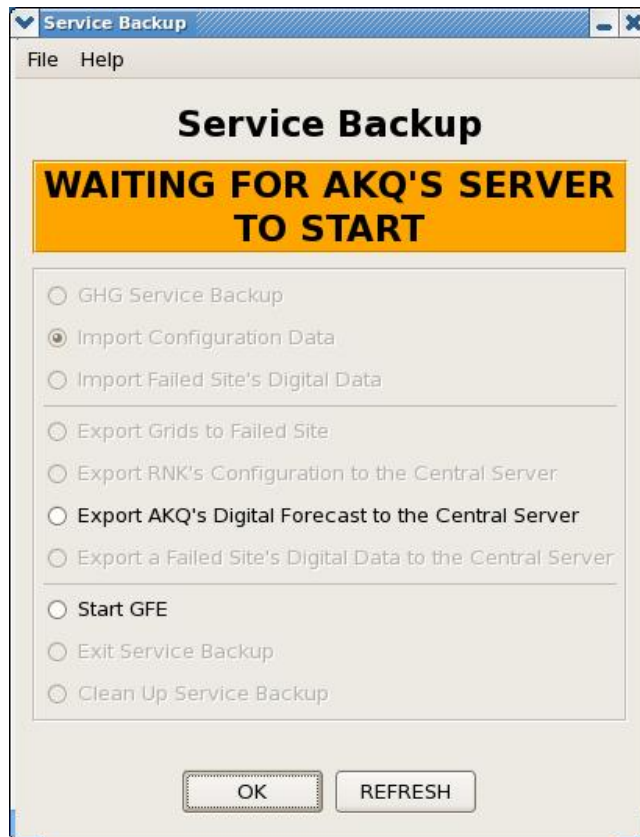 Service Backup
File Help
Service Backup
WAITING FOR AKQ'S SERVER
TO START
GHG Service Backup
Import Configuration Data
Import Failed Site's Digital Data
Export Grids to Failed Site
Export RNK's Configuration to the Central Server
Export AKQ's Digital Forecast to the Central Server
Export a Failed Site's Digital Data to the Central Server
Start GFE
Exit Service Backup
Clean Up Service Backup
OK REFRESH